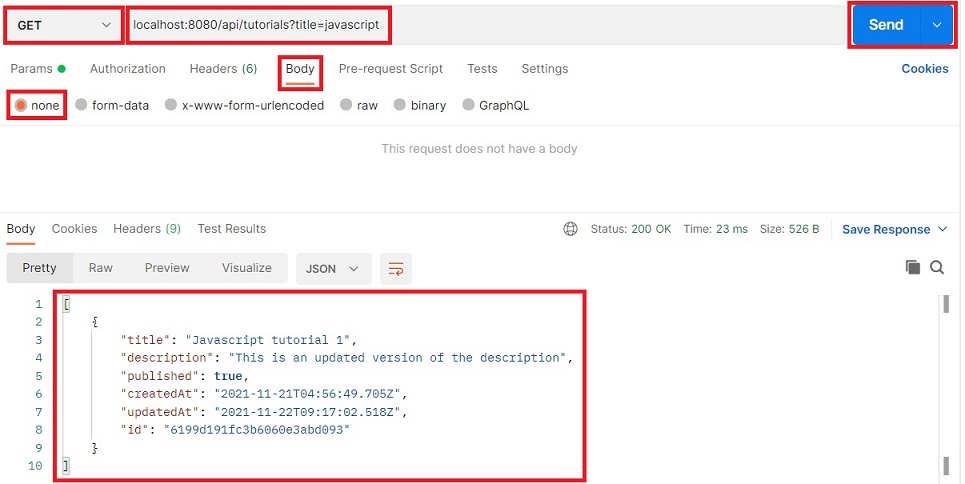 GET localhost:8080/api/tutorials?title=javascript Send
Params Authorization Headers (6) Body Pre-request Script Tests Settings Cookies
none form-data x-www-form-urlencoded raw binary GraphQL
This request does not have a body
Body Cookies Headers (9) Test Results Status: 200 OK Time: 23 ms Size: 526 B Save Response
Pretty Raw Preview Visualize JSON
1 [
2 {
3 "title": "Javascript tutorial 1",
4 "description": "This is an updated version of the description",
5 "published": true,
6 "createdAt": "2021-11-21T04:56:49.705Z",
7 "updatedAt": "2021-11-22T09:17:02.518Z",
8 "id": "6199d191fc3b6060e3abd093"
9 }
10 ]